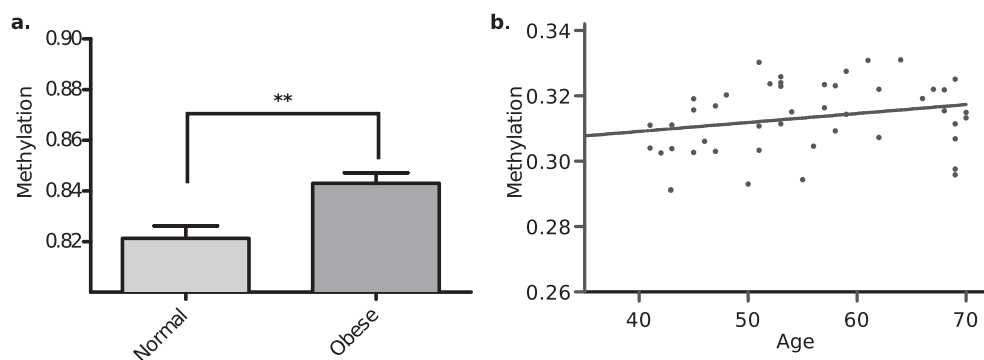 a.
Methylation
0.90
0.88
0.86
0.84
0.82
**
Normal
Obese
b.
Methylation
0.34
0.32
0.30
0.28
0.26
40
50
60
70
Age